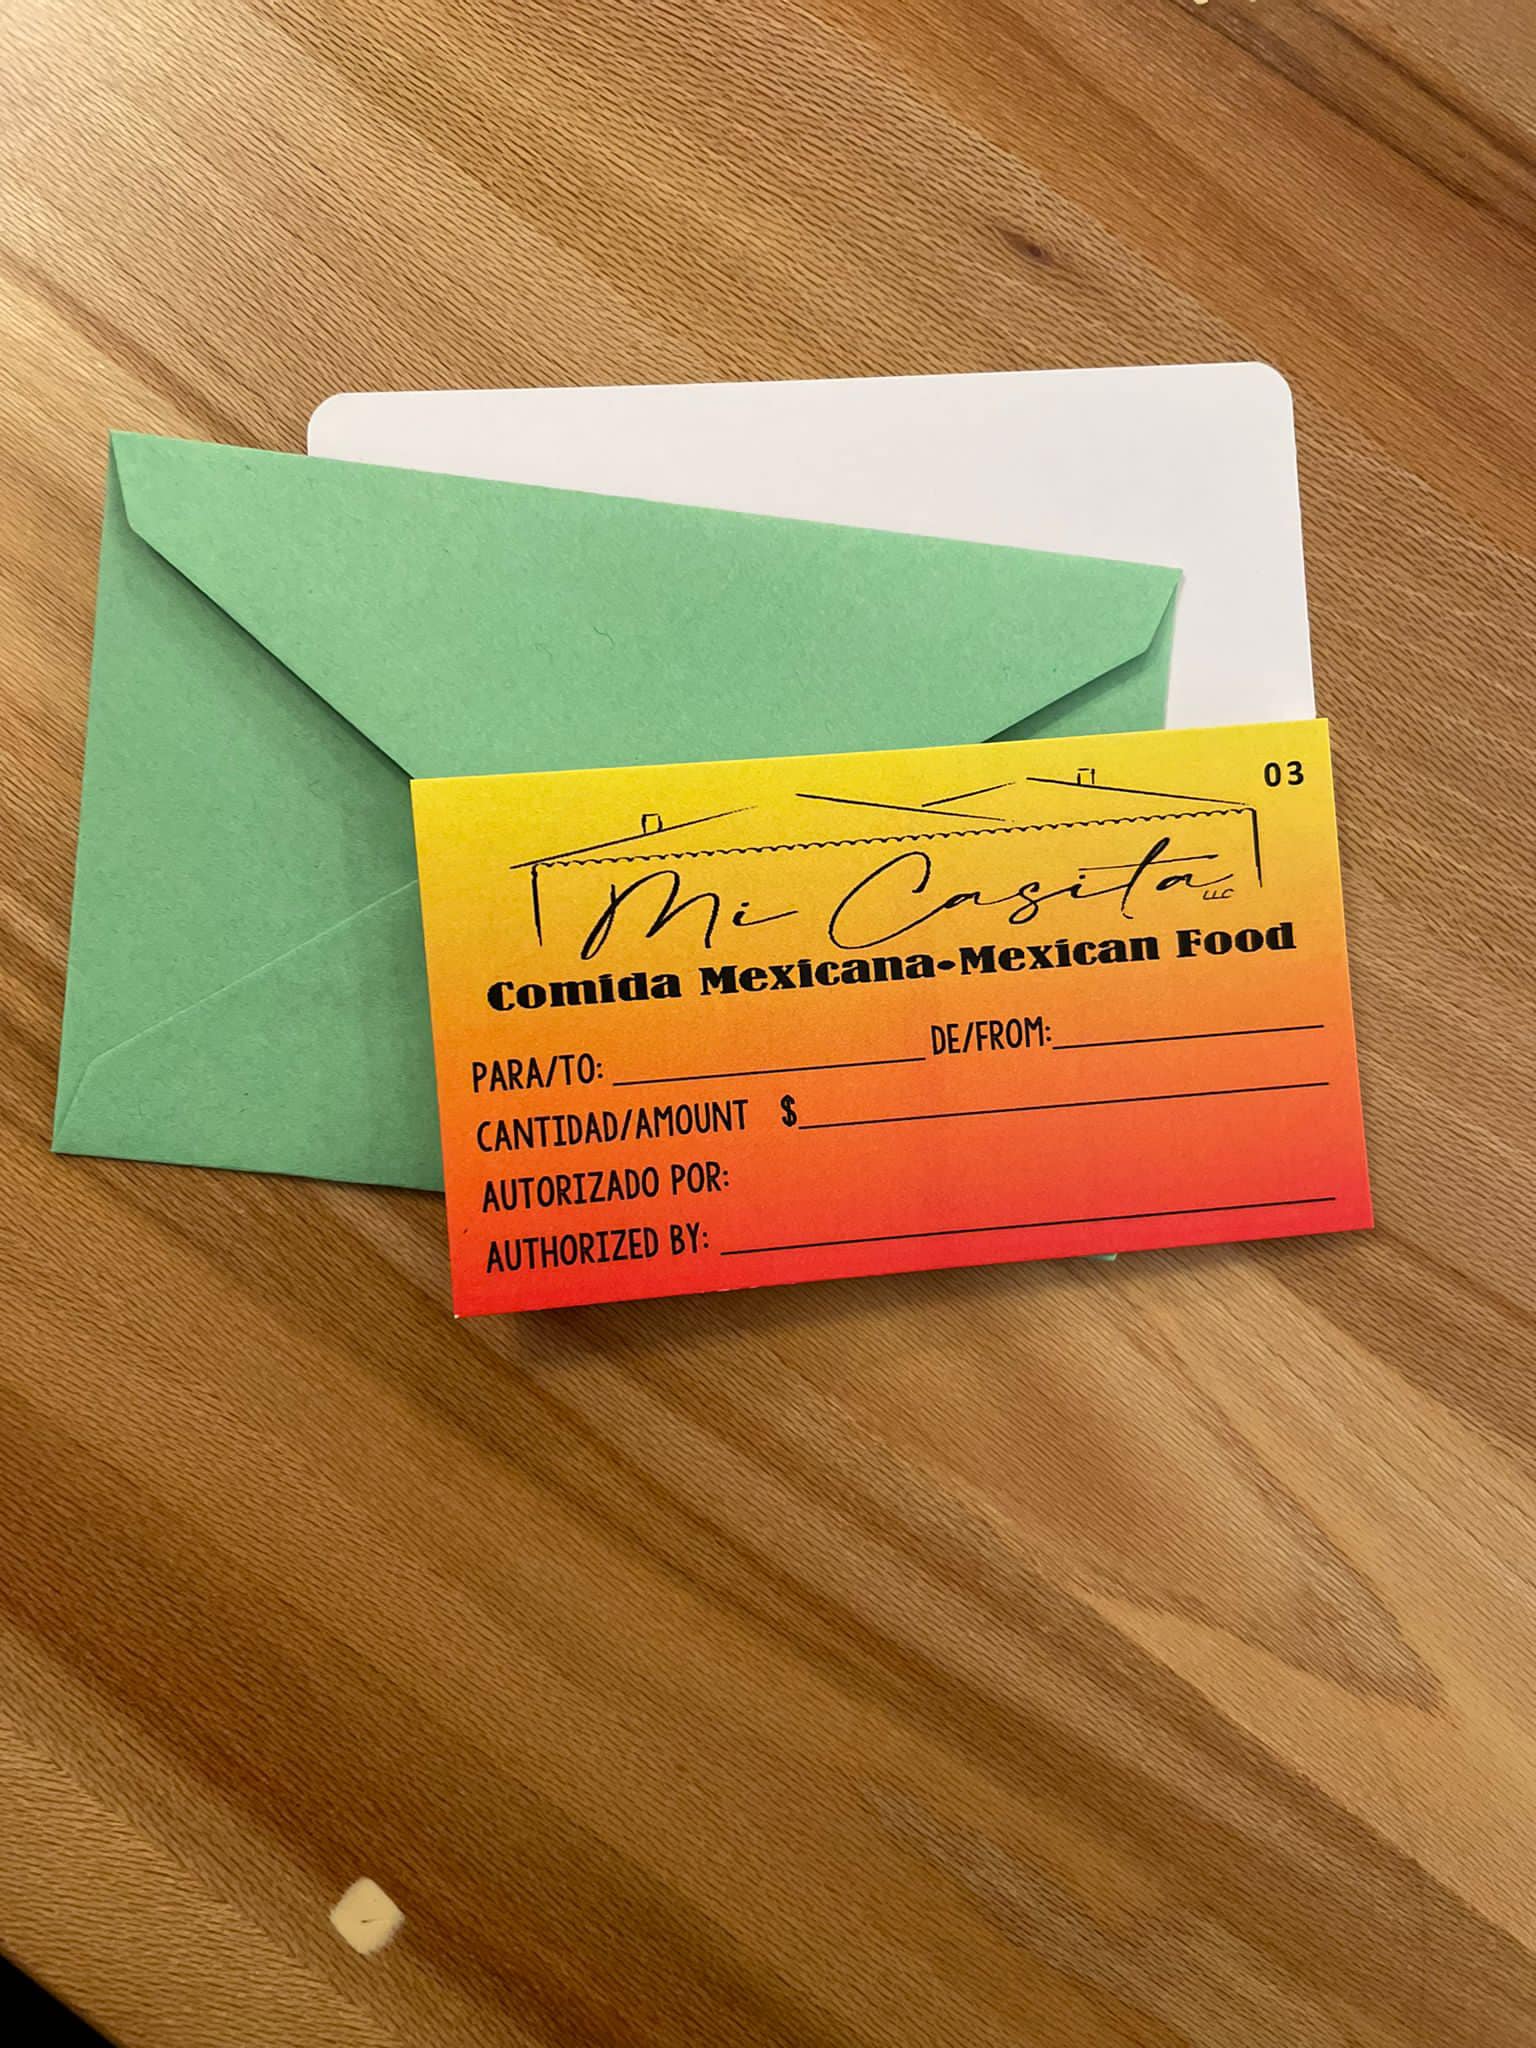 03
Mi Casita LLC
Comida Mexicana•Mexican Food
PARA/TO: DE/FROM:
CANTIDAD/AMOUNT $
AUTORIZADO POR:
AUTHORIZED BY: